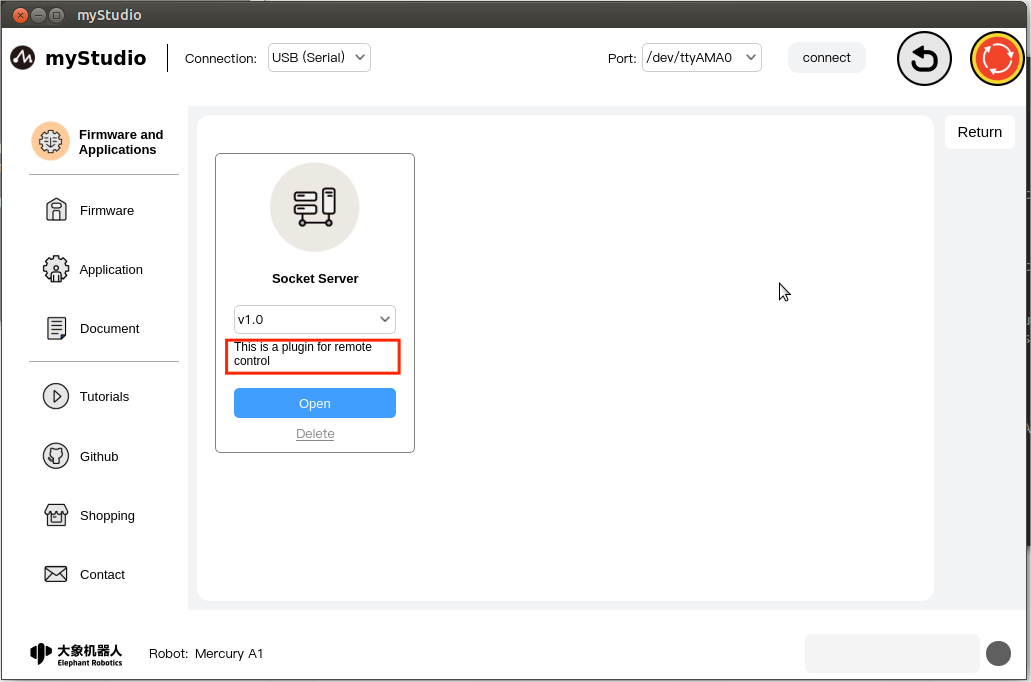 myStudio
myStudio
Connection:
USB (Serial)
Port:
/dev/ttyAMA0
connect
Firmware and
Applications
Firmware
Application
Document
Tutorials
Github
Shopping
Contact
Return
Socket Server
v1.0
This is a plugin for remote
control
Open
Delete
大象机器人
Elephant Robotics
Robot: Mercury A1